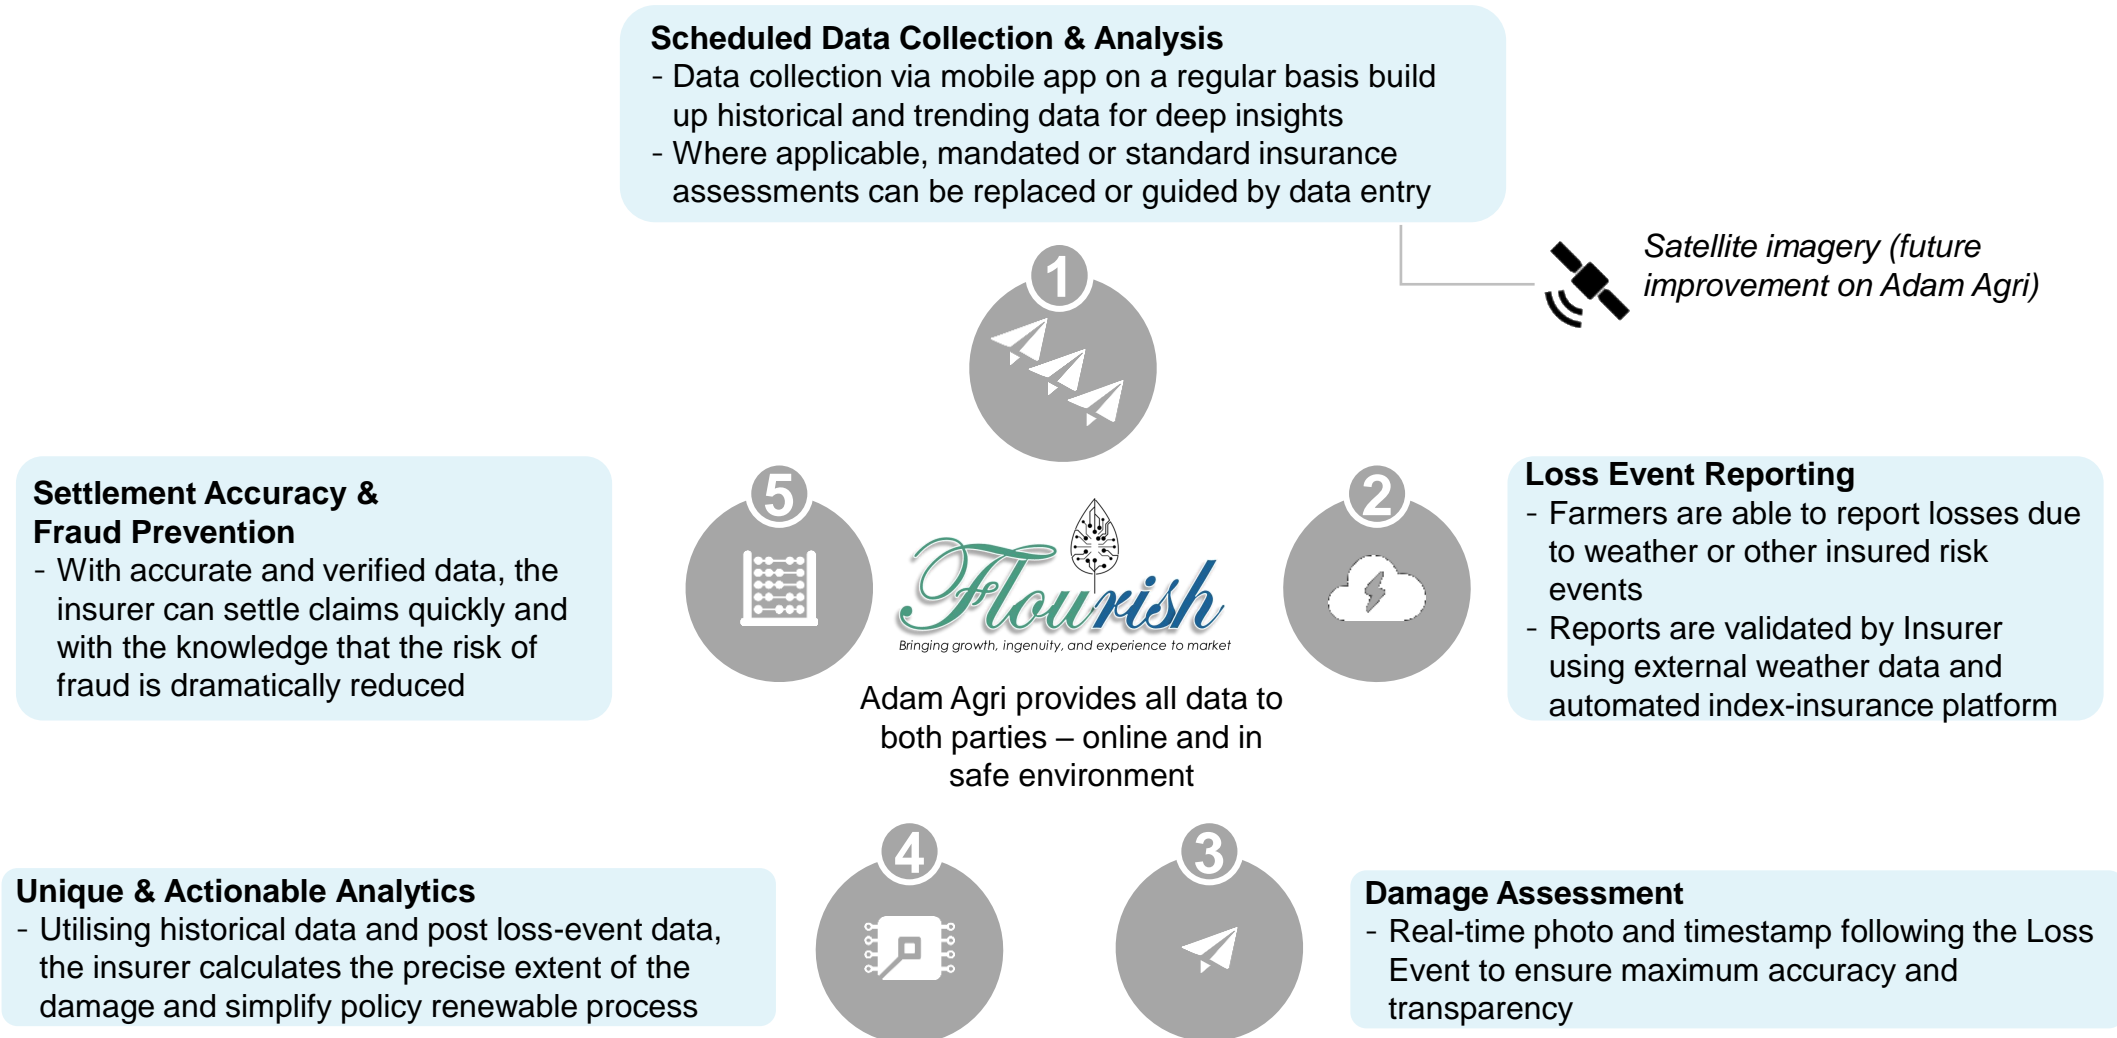 Scheduled Data Collection & Analysis
- Data collection via mobile app on a regular basis build
up historical and trending data for deep insights
- Where applicable, mandated or standard insurance
assessments can be replaced or guided by data entry
Satellite imagery (future
improvement on Adam Agri)
1
Settlement Accuracy &
Fraud Prevention
- With accurate and verified data, the
insurer can settle claims quickly and
with the knowledge that the risk of
fraud is dramatically reduced
5
Flourish
Bringing growth, ingenuity, and experience to market
Adam Agri provides all data to
both parties – online and in
safe environment
2
Loss Event Reporting
- Farmers are able to report losses due
to weather or other insured risk
events
- Reports are validated by Insurer
using external weather data and
automated index-insurance platform
Unique & Actionable Analytics
- Utilising historical data and post loss-event data,
the insurer calculates the precise extent of the
damage and simplify policy renewable process
4
3
Damage Assessment
- Real-time photo and timestamp following the Loss
Event to ensure maximum accuracy and
transparency